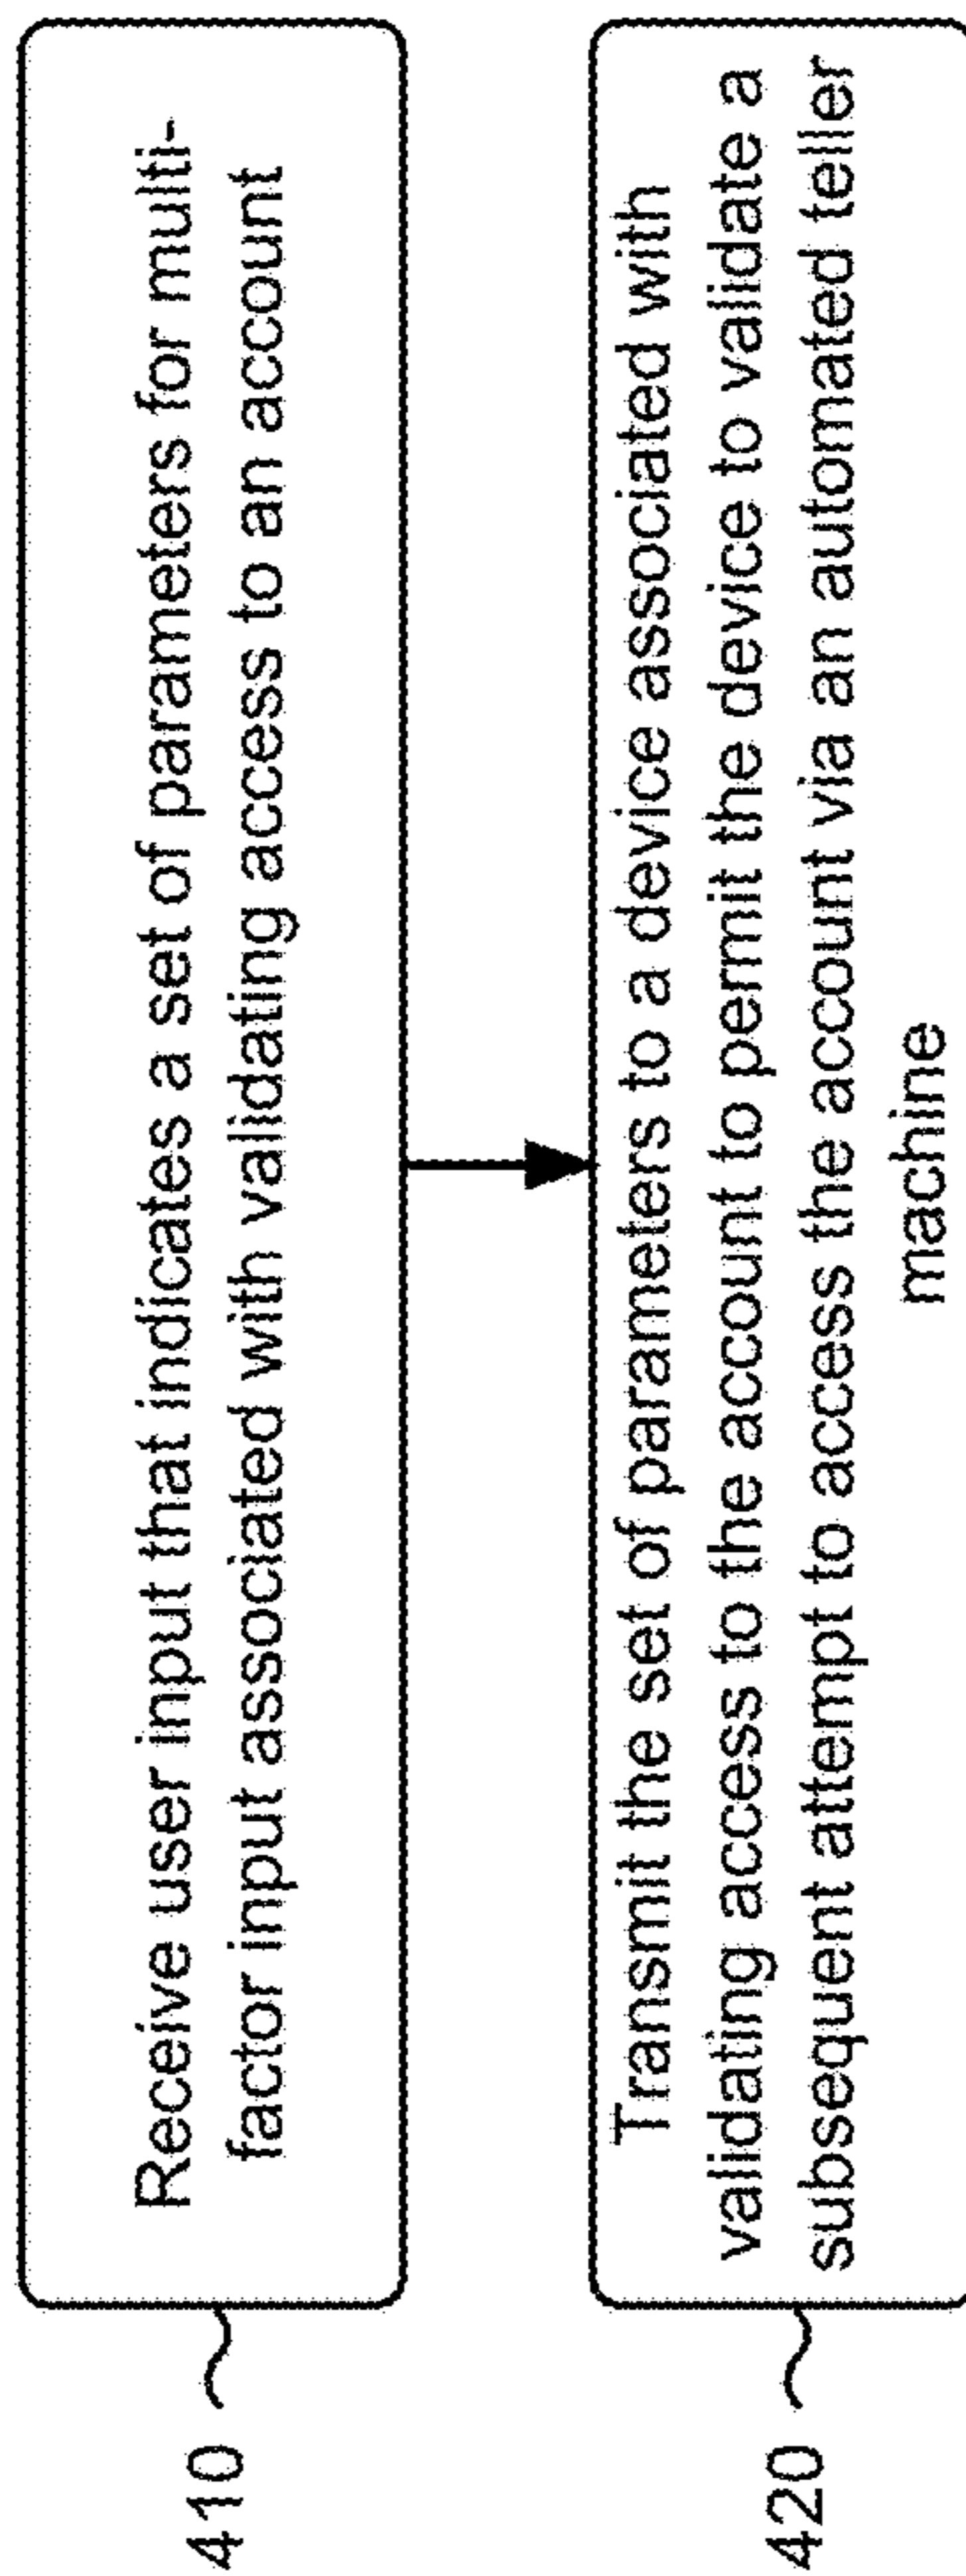 410
Receive user input that indicates a set of parameters for multi-
factor input associated with validating access to an account
420
Transmit the set of parameters to a device associated with
validating access to the account to permit the device to validate a
subsequent attempt to access the account via an automated teller
machine